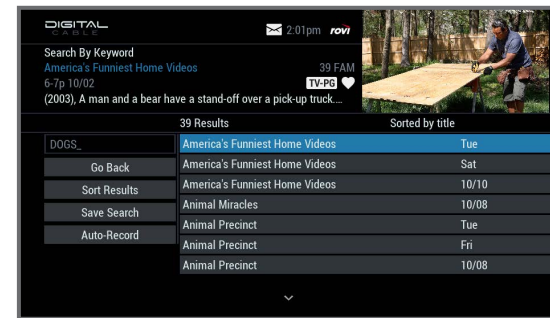 DIGITAL
CABLE
2:01pm rovi
Search By Keyword
America's Funniest Home Videos 39 FAM
6-7p 10/02 TV-PG
(2003), A man and a bear have a stand-off over a pick-up truck....
39 Results Sorted by title
DOGS_
America's Funniest Home Videos Tue
Go Back
America's Funniest Home Videos Sat
Sort Results
America's Funniest Home Videos 10/10
Save Search
Animal Miracles 10/08
Auto-Record
Animal Precinct Tue
Animal Precinct Fri
Animal Precinct 10/08